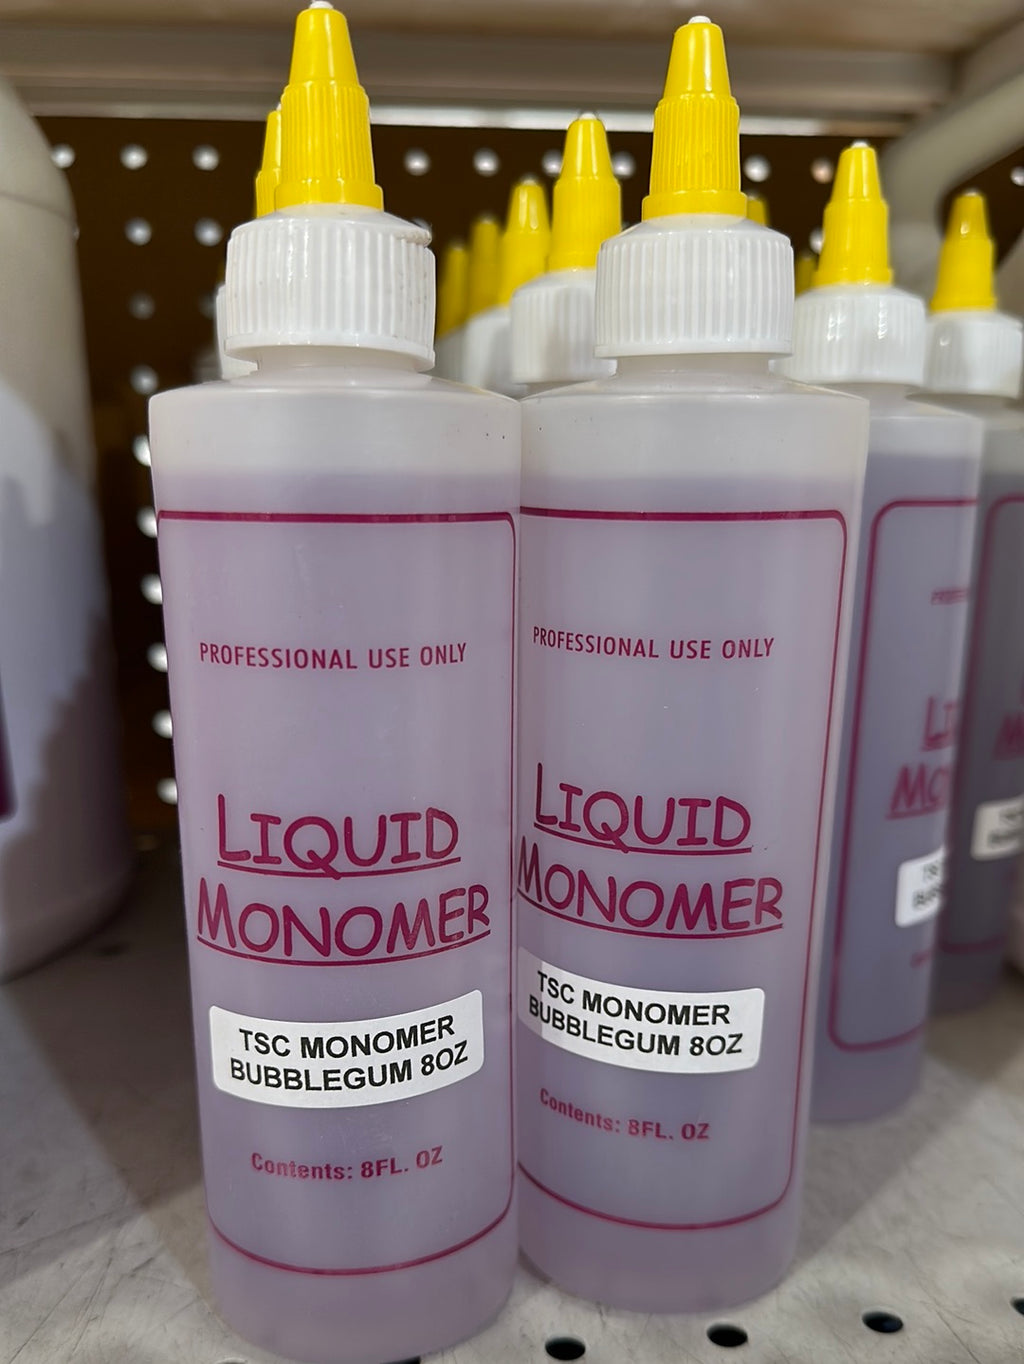 PROFESSIONAL USE ONLY
LIQUID
MONOMER
TSC MONOMER
BUBBLEGUM 8OZ
Contents: 8FL. OZ
PROFESSIONAL USE ONLY
LIQUID
MONOMER
TSC MONOMER
BUBBLEGUM 8OZ
Contents: 8FL. OZ